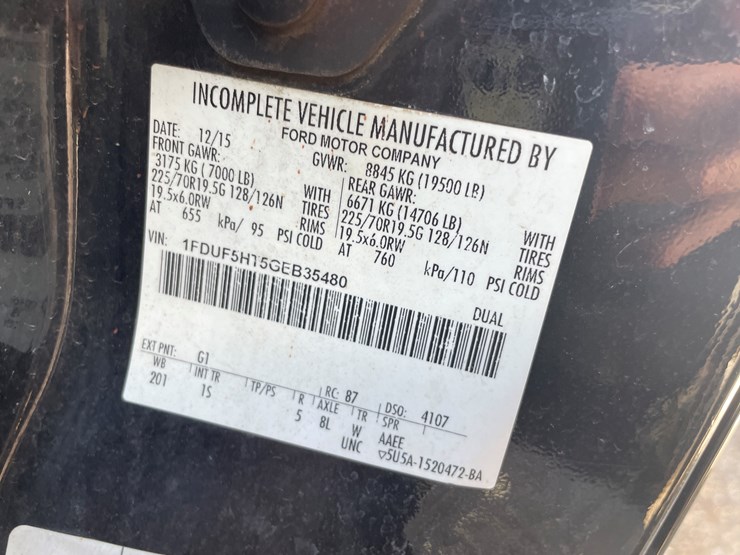 INCOMPLETE VEHICLE MANUFACTURED BY
FORD MOTOR COMPANY
DATE: 12/15 GVWR: 8845 KG (19500 LB)
FRONT GAWR: REAR GAWR:
3175 KG (7000 LB) WITH 6671 KG (14706 LB) WITH
225/70R19.5G 128/126N TIRES 225/70R19.5G 128/126N TIRES
19.5x6.0RW RIMS 19.5x6.0RW RIMS
AT 655 kPa/ 95 PSI COLD AT 760 kPa/110 PSI COLD
VIN: 1FDUF5HT5GEB35480 DUAL
EXT PNT: G1 RC: 87 DSO: 4107
WB INT TR TP/PS R AXLE TR SPR
201 1S 5 8L W AAEE
UNC ▽5U5A-1520472-BA